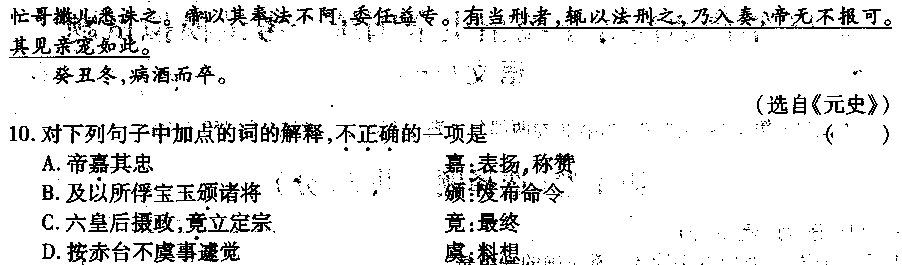 忙哥撒儿悉诛之。帝以其奉法不阿,委任益专。有当刑者,辄以法刑之,乃入奏,帝无不报可。
其见亲宠如此。
癸丑冬,病酒而卒。
(选自《元史》)
10.对下列句子中加点的词的解释,不正确的一项是 ( )
A.帝嘉其忠 嘉:表扬,称赞
B.及以所俘宝玉颁诸将 颁:发布命令
C.六皇后摄政,竟立定宗 竟:最终
D.按赤台不虞事遽觉 虞:料想